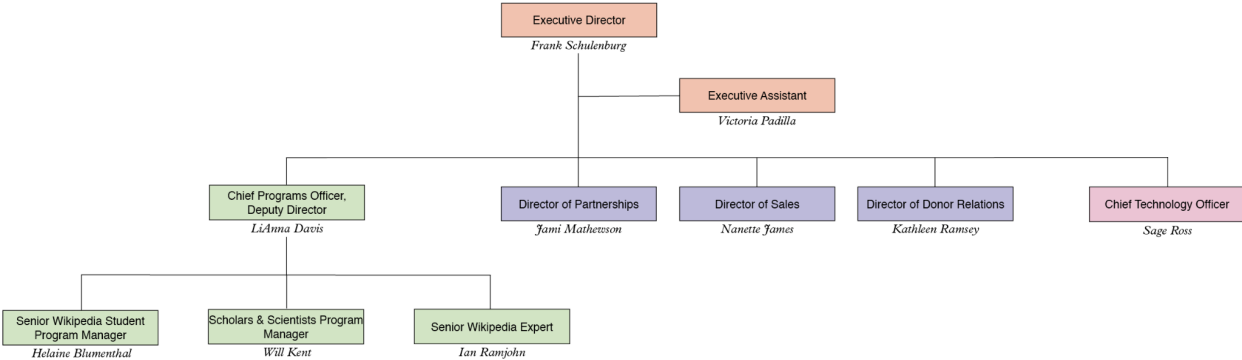 Executive Director
Frank Schulenburg
Executive Assistant
Victoria Padilla
Chief Programs Officer,
Deputy Director
LiAnna Davis
Director of Partnerships
Jami Mathewson
Director of Sales
Nanette James
Director of Donor Relations
Kathleen Ramsey
Chief Technology Officer
Sage Ross
Senior Wikipedia Student
Program Manager
Helaine Blumenthal
Scholars & Scientists Program
Manager
Will Kent
Senior Wikipedia Expert
Ian Ramjohn